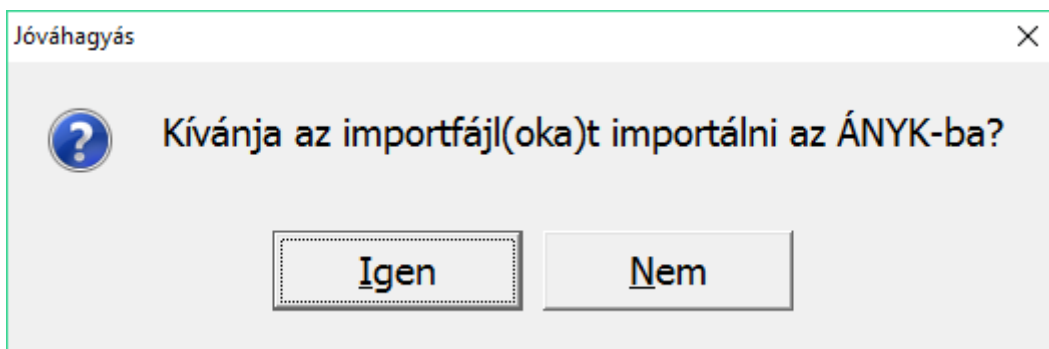 Jóváhagyás
Kívánja az importfájl(oka)t importálni az ÁNYK-ba?
Igen
Nem